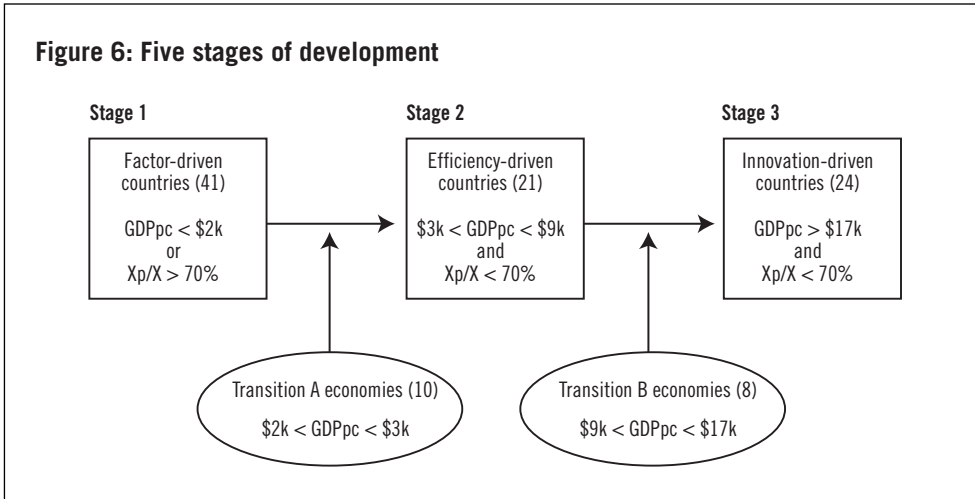 Figure 6: Five stages of development
Stage 1
Factor-driven
countries (41)
GDPpc < $2k
or
Xp/X > 70%
Stage 2
Efficiency-driven
countries (21)
$3k < GDPpc < $9k
and
Xp/X < 70%
Stage 3
Innovation-driven
countries (24)
GDPpc > $17k
and
Xp/X < 70%
Transition A economies (10)
$2k < GDPpc < $3k
Transition B economies (8)
$9k < GDPpc < $17k